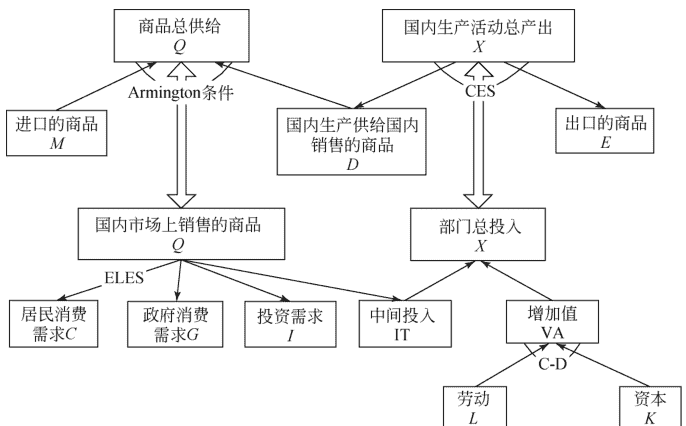 商品总供给
Q
国内生产活动总产出
X
Armington条件
CES
进口的商品
M
国内生产供给国内
销售的商品
D
出口的商品
E
国内市场上销售的商品
Q
部门总投入
X
ELES
居民消费
需求C
政府消费
需求G
投资需求
I
中间投入
IT
增加值
VA
C-D
劳动
L
资本
K